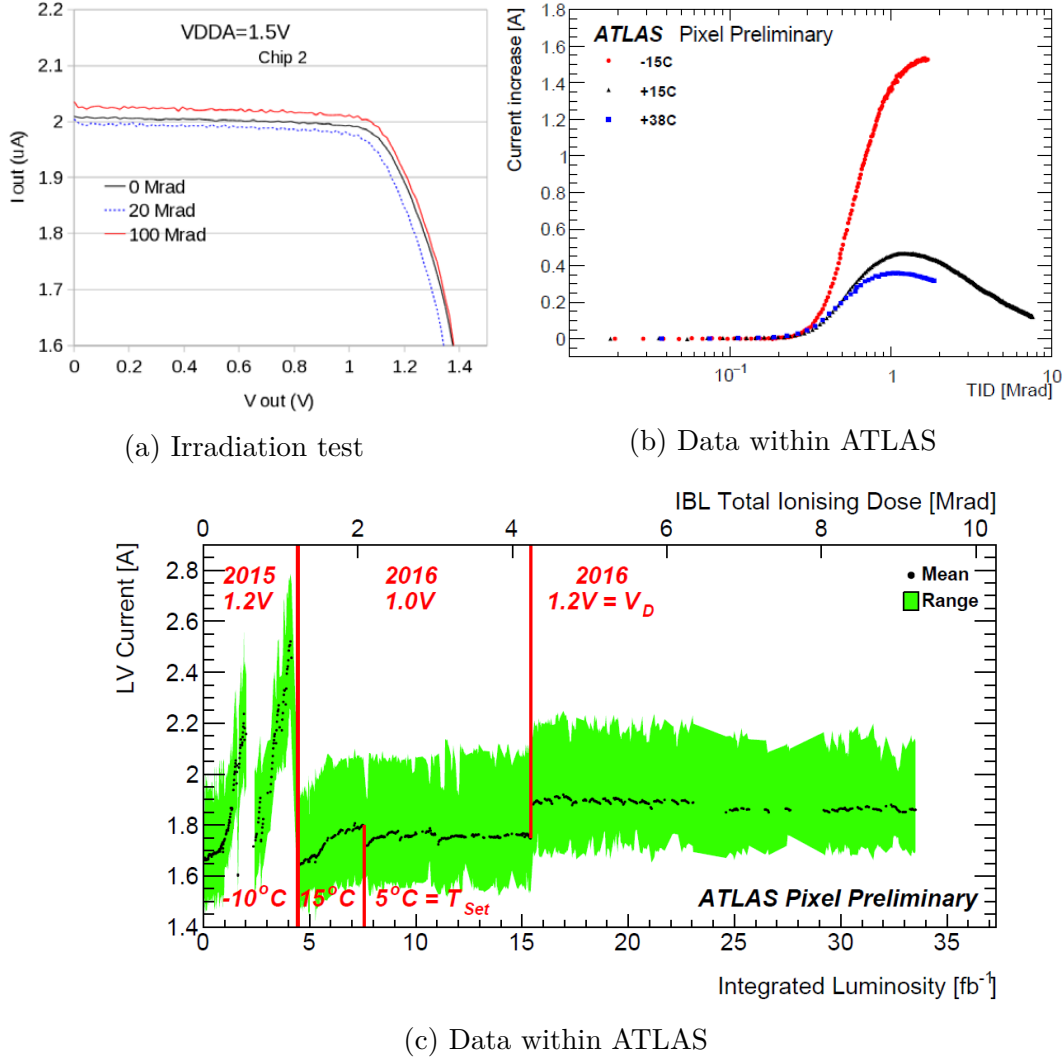 VDDA=1.5V
Chip 2
2.1
2
1.9
1.8
1.7
1.6
I out (uA)
0 Mrad
20 Mrad
100 Mrad
0 0.2 0.4 0.6 0.8 1 1.2 1.4
V out (V)
(a) Irradiation test
Current increase [A]
1.8
1.6
1.4
1.2
1
0.8
0.6
0.4
0.2
0
ATLAS Pixel Preliminary
-15C
+15C
+38C
10⁻¹ 1 10
TID [Mrad]
(b) Data within ATLAS
IBL Total Ionising Dose [Mrad]
0 2 4 6 8 10
LV Current [A]
2.8
2.6
2.4
2.2
2
1.8
1.6
1.4
2015
1.2V
2016
1.0V
2016
1.2V = V_D
Mean
Range
-10°C 15°C 5°C = T_Set
ATLAS Pixel Preliminary
0 5 10 15 20 25 30 35
Integrated Luminosity [fb⁻¹]
(c) Data within ATLAS